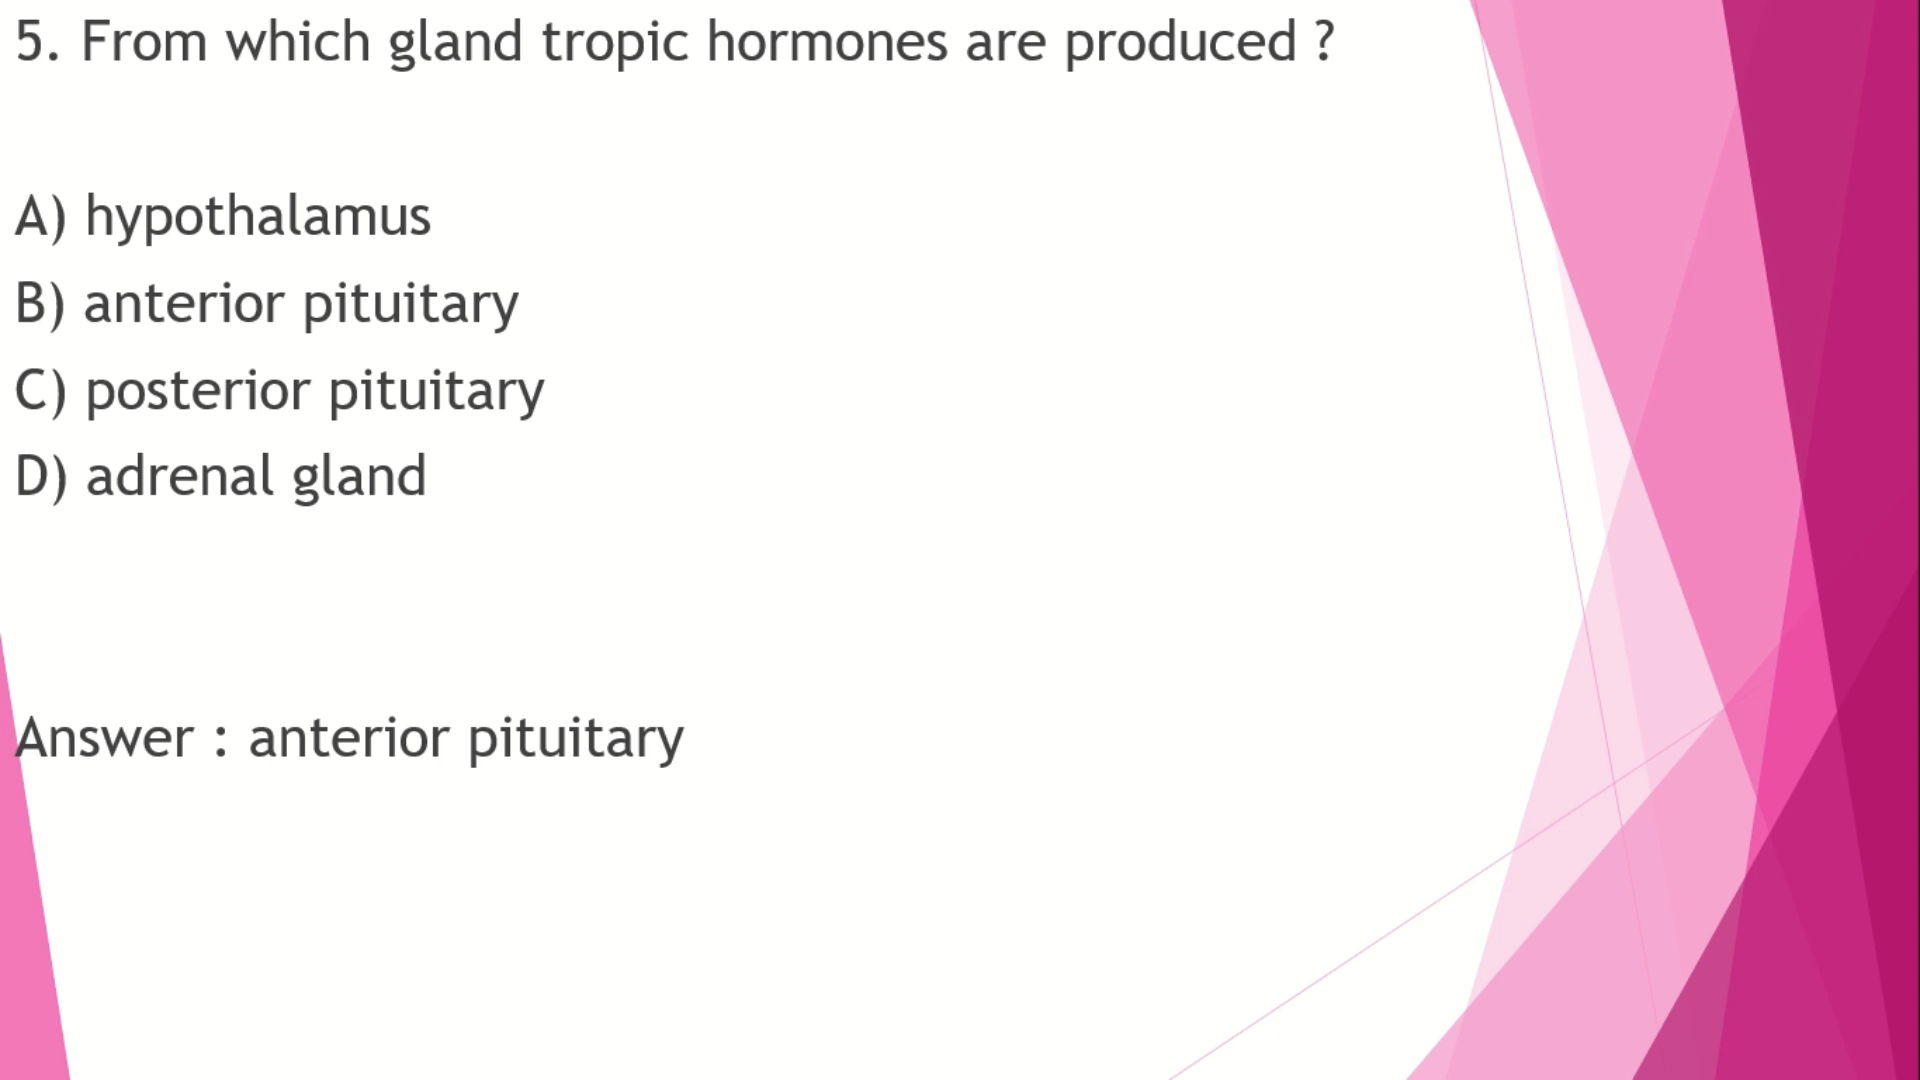 5. From which gland tropic hormones are produced ?
A) hypothalamus
B) anterior pituitary
C) posterior pituitary
D) adrenal gland
Answer : anterior pituitary